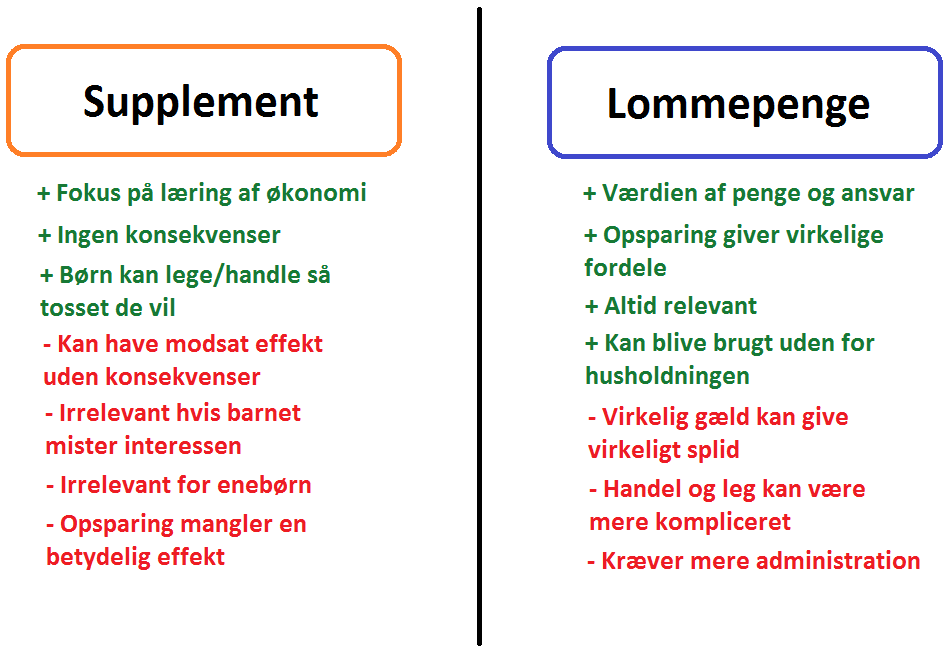 Supplement
+ Fokus på læring af økonomi
+ Ingen konsekvenser
+ Børn kan lege/handle så
tosset de vil
- Kan have modsat effekt
uden konsekvenser
- Irrelevant hvis barnet
mister interessen
- Irrelevant for enebørn
- Opsparing mangler en
betydelig effekt
Lommepenge
+ Værdien af penge og ansvar
+ Opsparing giver virkelige
fordele
+ Altid relevant
+ Kan blive brugt uden for
husholdningen
- Virkelig gæld kan give
virkeligt splid
- Handel og leg kan være
mere kompliceret
- Kræver mere administration